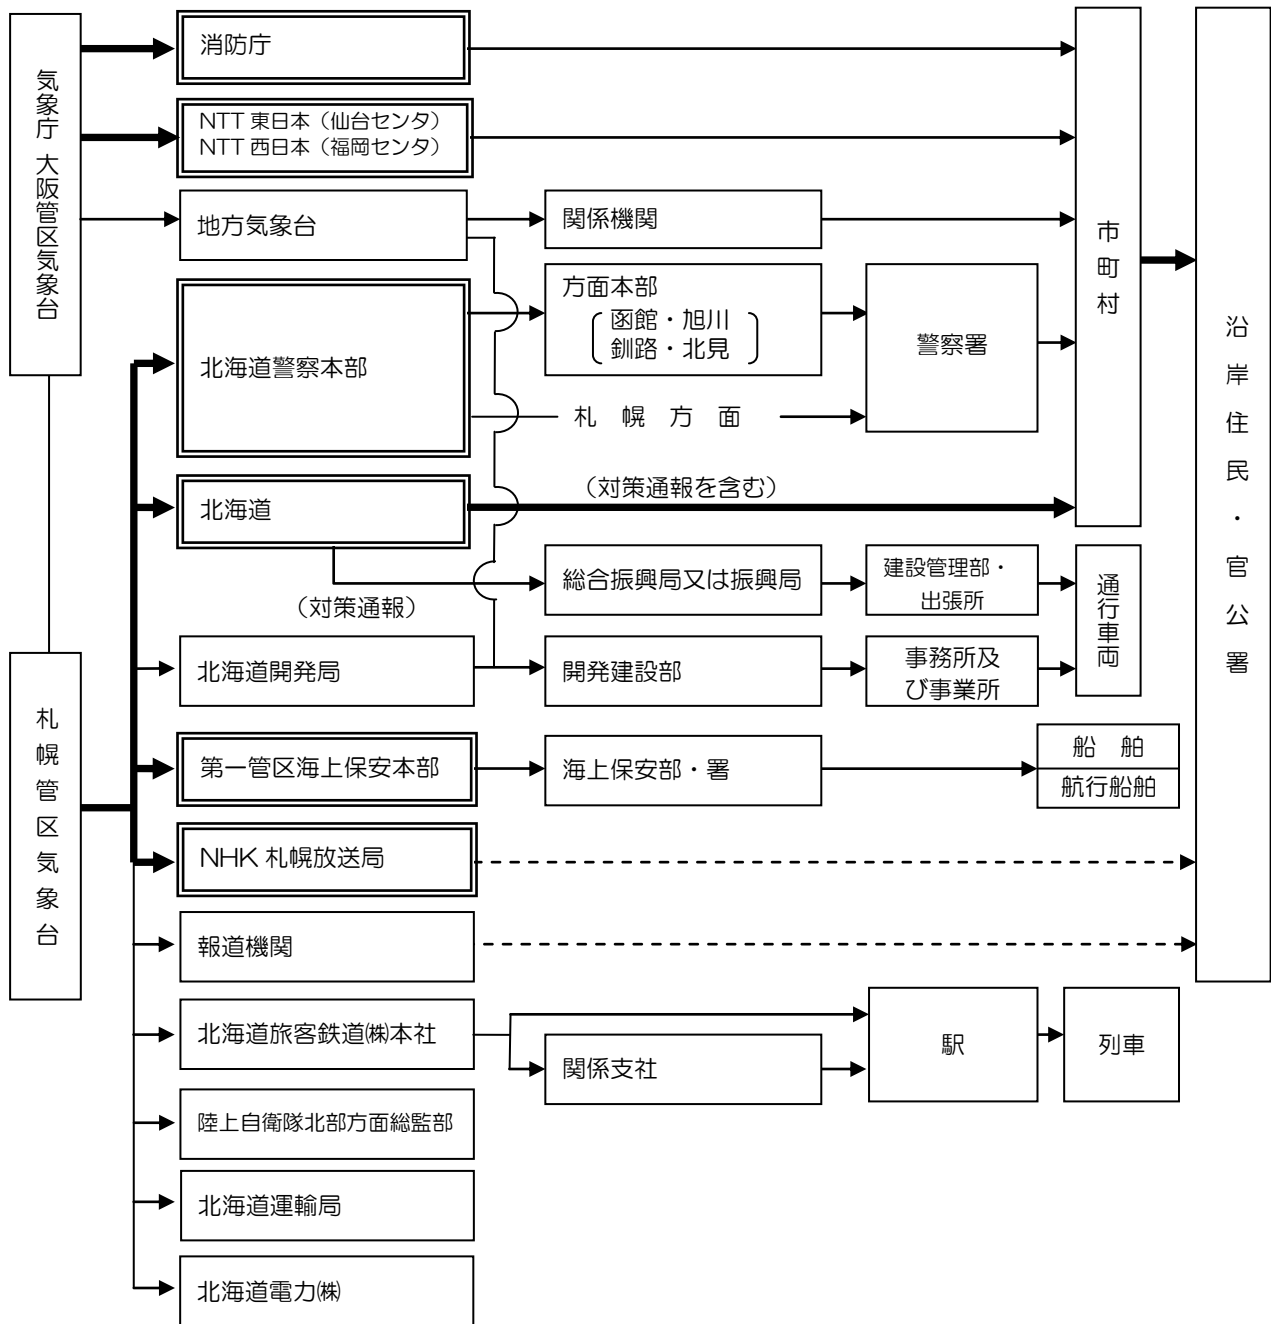 気象庁 大阪管区気象台
札幌管区気象台
消防庁
NTT 東日本（仙台センタ）
NTT 西日本（福岡センタ）
地方気象台
関係機関
北海道警察本部
方面本部
函館・旭川
釧路・北見
札幌方面
警察署
北海道
（対策通報を含む）
（対策通報）
総合振興局又は振興局
建設管理部・
出張所
北海道開発局
開発建設部
事務所及
び事業所
通行車両
市町村
沿岸住民・官公署
第一管区海上保安本部
海上保安部・署
船舶
航行船舶
NHK 札幌放送局
報道機関
北海道旅客鉄道㈱本社
関係支社
駅
列車
陸上自衛隊北部方面総監部
北海道運輸局
北海道電力㈱